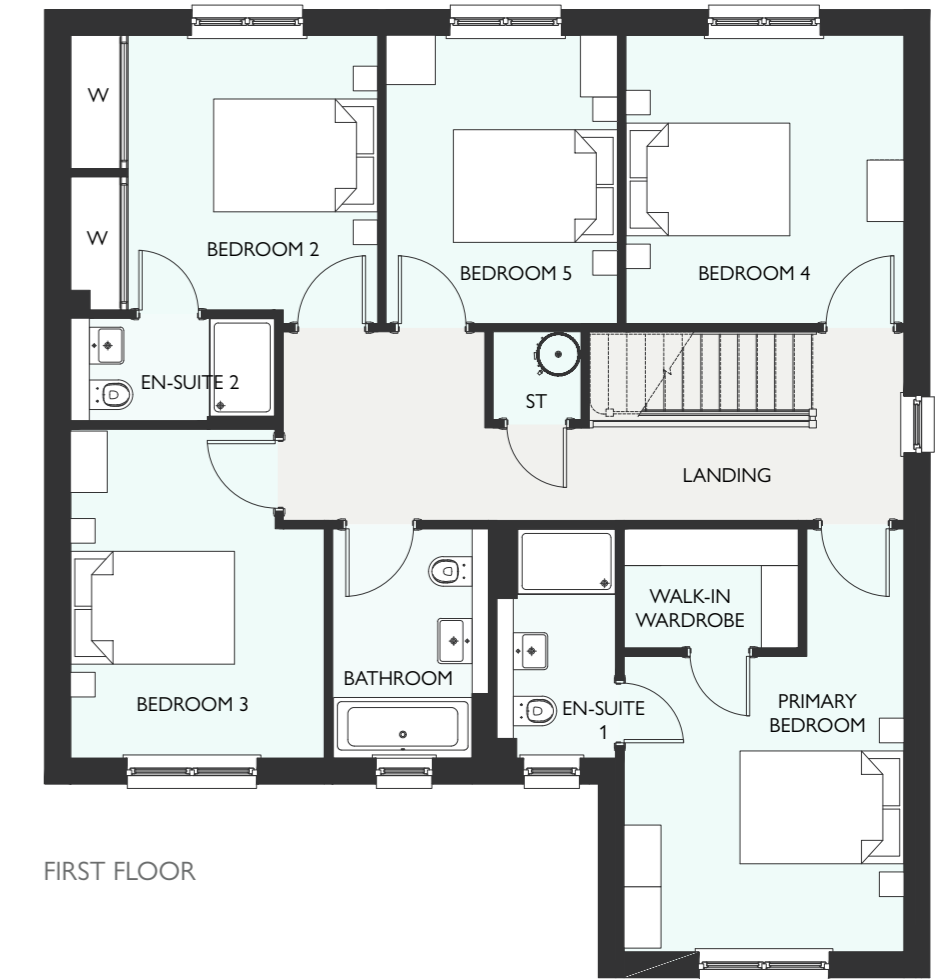 W
W
BEDROOM 2
BEDROOM 5
BEDROOM 4
EN-SUITE 2
ST
LANDING
WALK-IN
WARDROBE
BATHROOM
BEDROOM 3
EN-SUITE
1
PRIMARY
BEDROOM
FIRST FLOOR